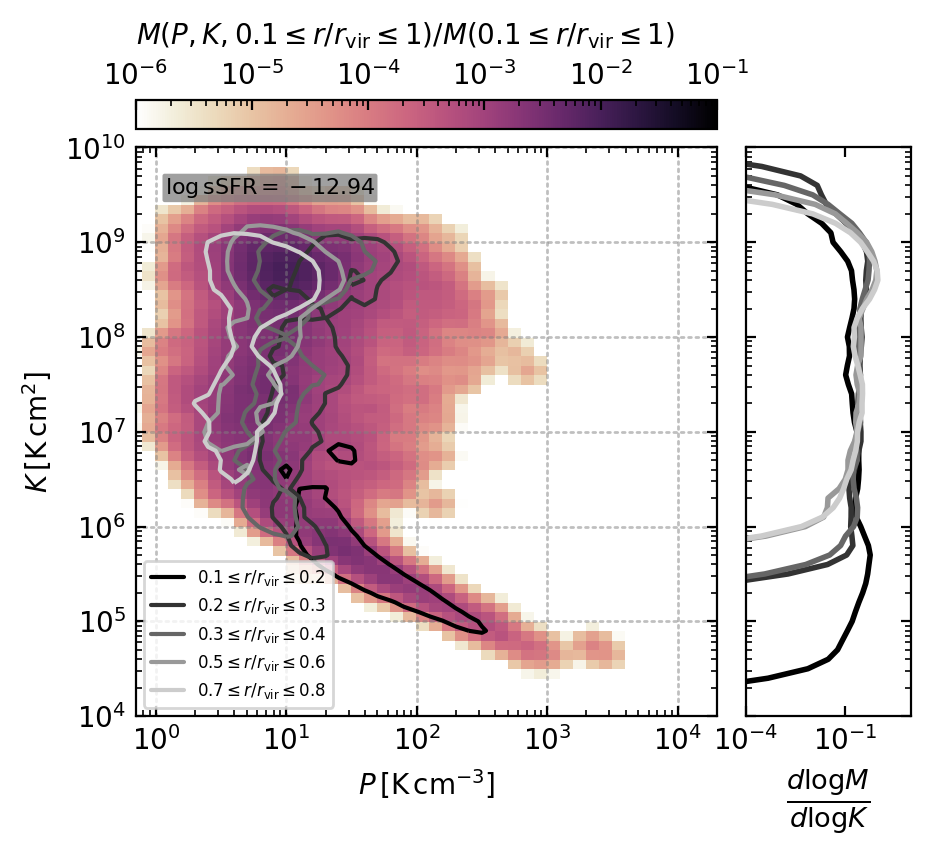 M(P, K, 0.1 ≤ r/r_vir ≤ 1)/M(0.1 ≤ r/r_vir ≤ 1)
10^−6 10^−5 10^−4 10^−3 10^−2 10^−1
log sSFR = −12.94
K [K cm^2]
10^10
10^9
10^8
10^7
10^6
10^5
10^4
0.1 ≤ r/r_vir ≤ 0.2
0.2 ≤ r/r_vir ≤ 0.3
0.3 ≤ r/r_vir ≤ 0.4
0.5 ≤ r/r_vir ≤ 0.6
0.7 ≤ r/r_vir ≤ 0.8
10^0 10^1 10^2 10^3 10^4
P [K cm^−3]
10^−4 10^−1
dlogM
dlogK